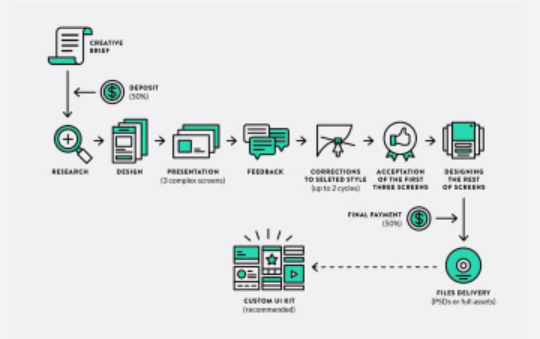 CREATIVE
BRIEF
DEPOSIT
(50%)
RESEARCH
DESIGN
PRESENTATION
(3 complex screens)
FEEDBACK
CORRECTIONS
TO SELETED STYLE
(up to 2 cycles)
ACCEPTATION
OF THE FIRST
THREE SCREENS
DESIGNING
THE REST
OF SCREENS
FINAL PAYMENT
(50%)
FILES DELIVERY
(PSDs or full assets)
CUSTOM UI KIT
(recommended)